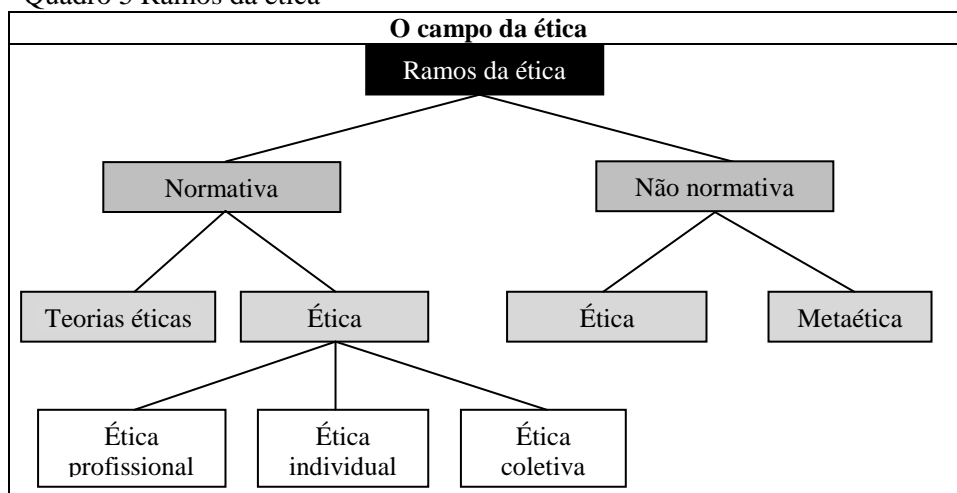 Quadro 3 Ramos da ética
O campo da ética
Ramos da ética
Normativa
Não normativa
Teorias éticas
Ética
Ética
Metaética
Ética
profissional
Ética
individual
Ética
coletiva